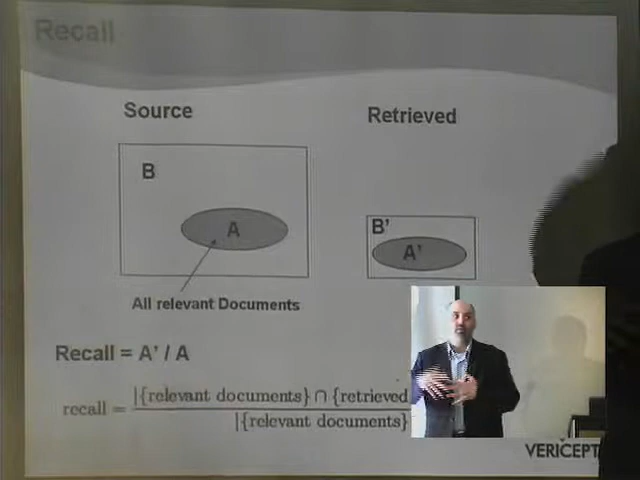 Recall
Source
Retrieved
B
A
B'
A'
All relevant Documents
Recall = A' / A
recall = |{relevant documents} ∩ {retrieved
|{relevant documents}
VERICEPT